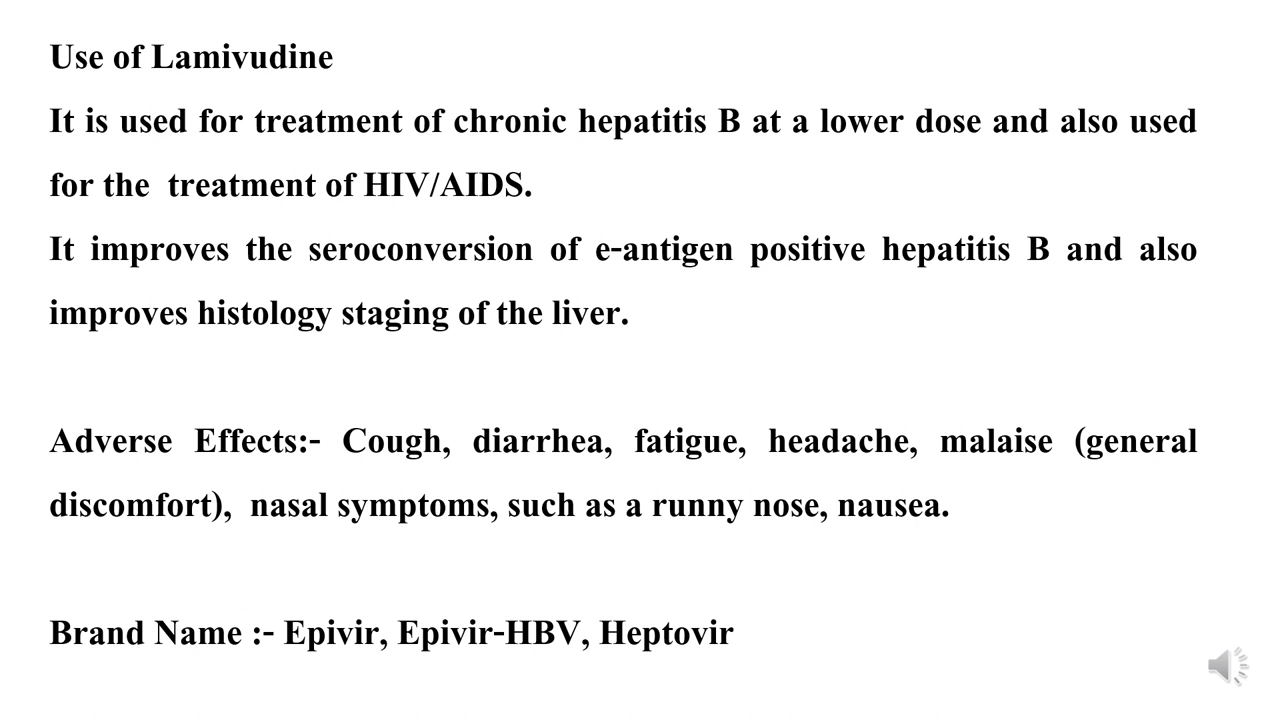 Use of Lamivudine
It is used for treatment of chronic hepatitis B at a lower dose and also used
for the  treatment of HIV/AIDS.
It improves the seroconversion of e-antigen positive hepatitis B and also
improves histology staging of the liver.
Adverse Effects:- Cough, diarrhea, fatigue, headache, malaise (general
discomfort),  nasal symptoms, such as a runny nose, nausea.
Brand Name :- Epivir, Epivir-HBV, Heptovir